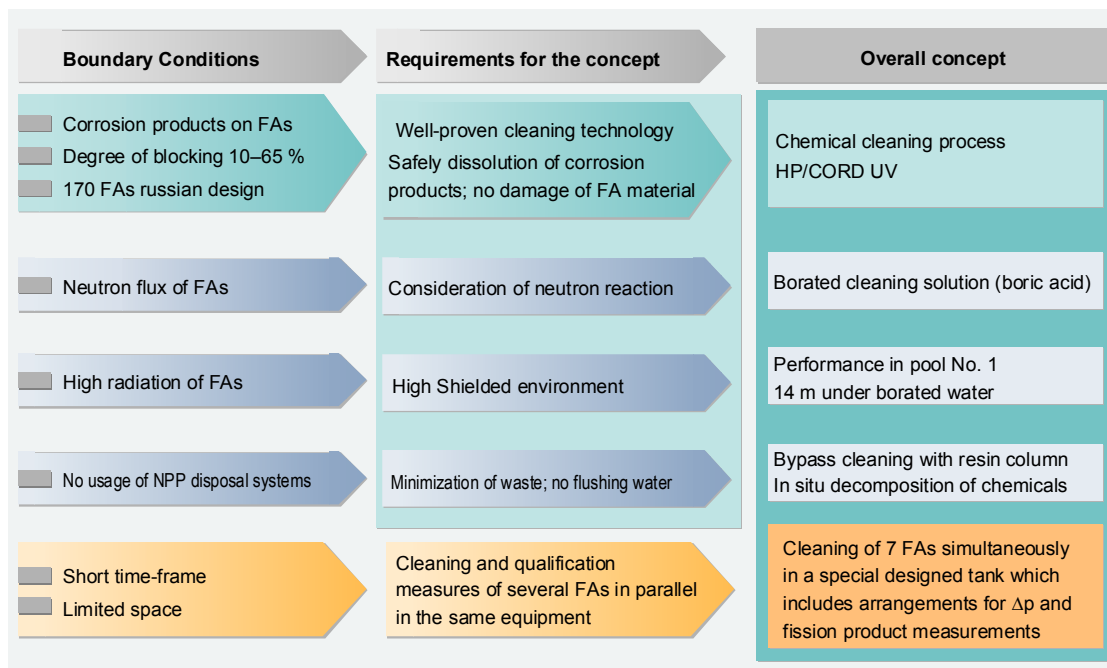 Boundary Conditions
Requirements for the concept
Overall concept
Corrosion products on FAs
Degree of blocking 10–65 %
170 FAs russian design
Well-proven cleaning technology
Safely dissolution of corrosion
products; no damage of FA material
Chemical cleaning process
HP/CORD UV
Neutron flux of FAs
Consideration of neutron reaction
Borated cleaning solution (boric acid)
High radiation of FAs
High Shielded environment
Performance in pool No. 1
14 m under borated water
No usage of NPP disposal systems
Minimization of waste; no flushing water
Bypass cleaning with resin column
In situ decomposition of chemicals
Short time-frame
Limited space
Cleaning and qualification
measures of several FAs in parallel
in the same equipment
Cleaning of 7 FAs simultaneously
in a special designed tank which
includes arrangements for Δp and
fission product measurements